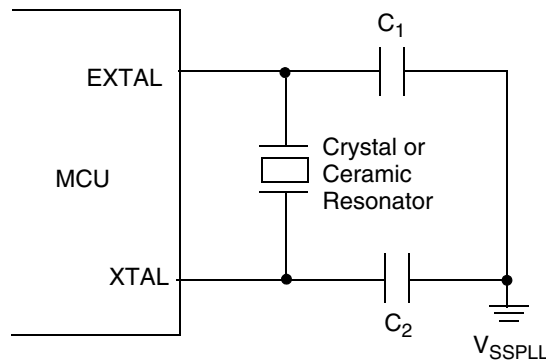 C1
EXTAL
Crystal or
Ceramic
Resonator
MCU
XTAL
C2
VSSPLL